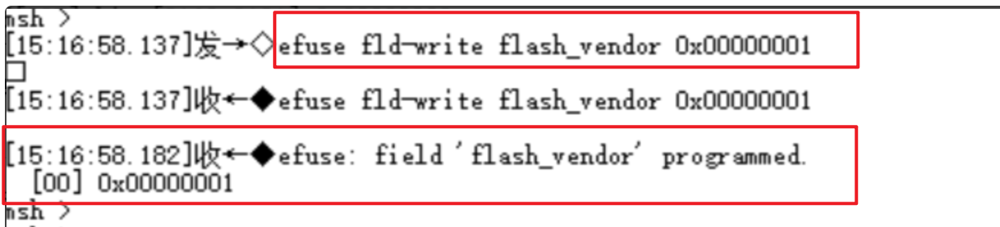 msh >
[15:16:58.137]发→◇efuse fld-write flash_vendor 0x00000001
□
[15:16:58.137]收←◆efuse fld-write flash_vendor 0x00000001
[15:16:58.182]收←◆efuse: field 'flash_vendor' programmed.
[00] 0x00000001
msh >